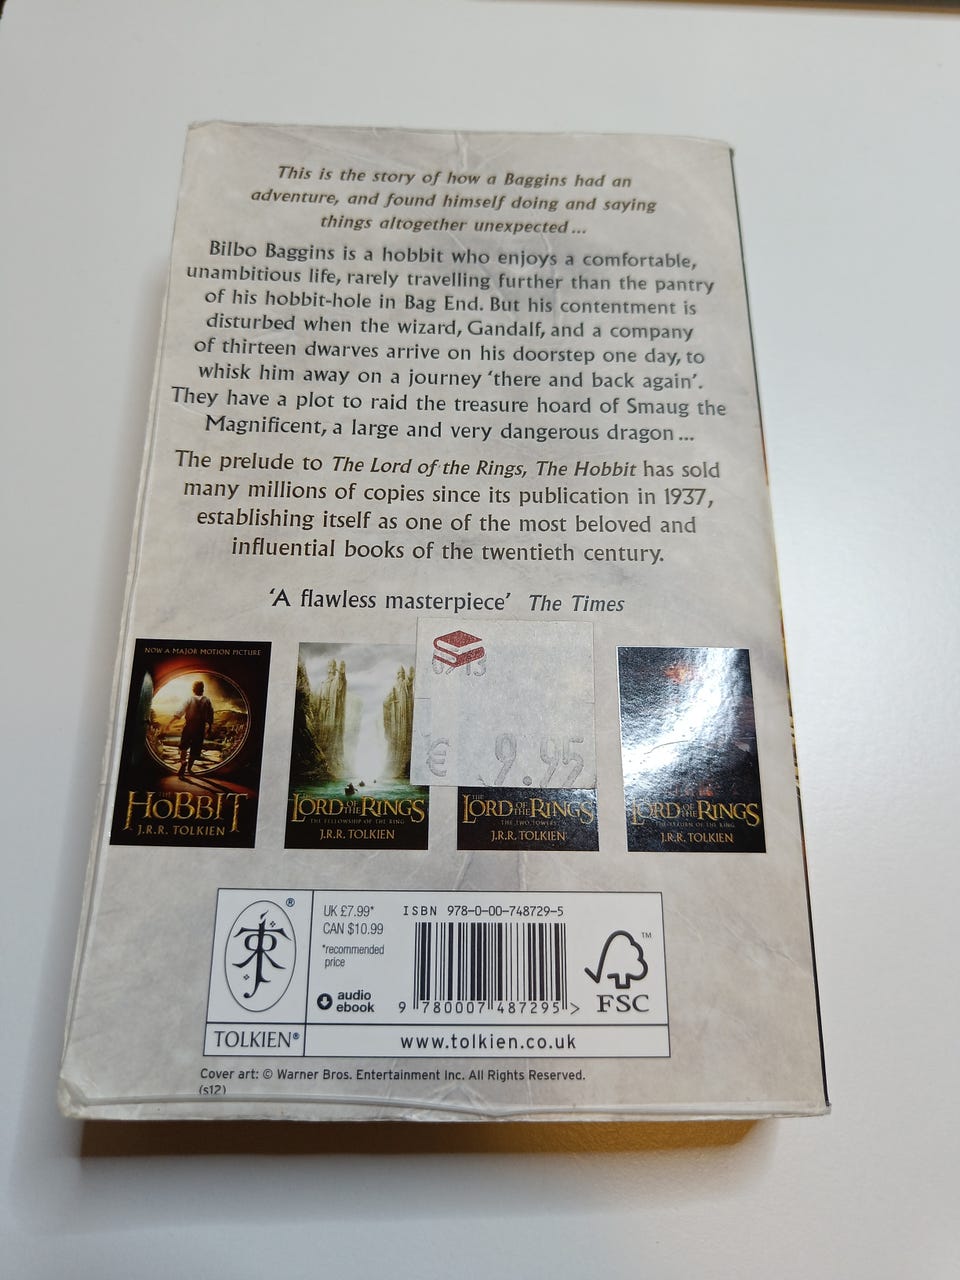 This is the story of how a Baggins had an
adventure, and found himself doing and saying
things altogether unexpected...
Bilbo Baggins is a hobbit who enjoys a comfortable,
unambitious life, rarely travelling further than the pantry
of his hobbit-hole in Bag End. But his contentment is
disturbed when the wizard, Gandalf, and a company
of thirteen dwarves arrive on his doorstep one day, to
whisk him away on a journey ‘there and back again’.
They have a plot to raid the treasure hoard of Smaug the
Magnificent, a large and very dangerous dragon...
The prelude to The Lord of the Rings, The Hobbit has sold
many millions of copies since its publication in 1937,
establishing itself as one of the most beloved and
influential books of the twentieth century.
‘A flawless masterpiece’ The Times
NOW A MAJOR MOTION PICTURE
THE
HOBBIT
J.R.R. TOLKIEN
THE
LORD OF THE RINGS
THE FELLOWSHIP OF THE RING
J.R.R. TOLKIEN
€ 9.95
THE
LORD OF THE RINGS
THE TWO TOWERS
J.R.R. TOLKIEN
THE
LORD OF THE RINGS
THE RETURN OF THE KING
J.R.R. TOLKIEN
®
TOLKIEN®
UK £7.99*
CAN $10.99
*recommended
price
audio
ebook
ISBN 978-0-00-748729-5
9 780007 487295 >
™
FSC
www.tolkien.co.uk
Cover art: © Warner Bros. Entertainment Inc. All Rights Reserved.
(s12)